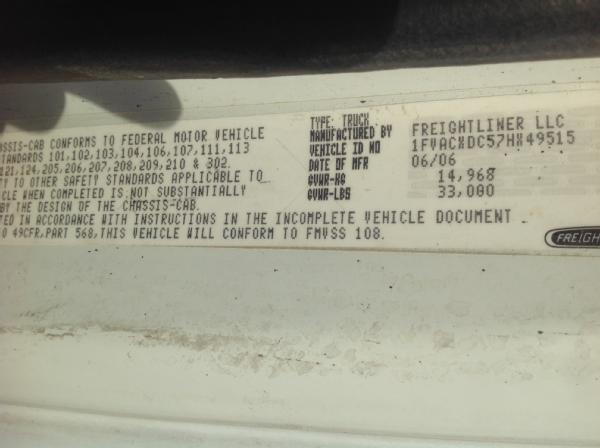 TYPE: TRUCK
ASSIS-CAB CONFORMS TO FEDERAL MOTOR VEHICLE MANUFACTURED BY FREIGHTLINER LLC
STANDARDS 101,102,103,104,106,107,111,113 VEHICLE ID NO 1FVACXDC57HX49515
121,124,205,206,207,208,209,210 & 302. DATE OF MFR 06/06
TY TO OTHER SAFETY STANDARDS APPLICABLE TO GVWR-KG 14,968
CLE WHEN COMPLETED IS NOT SUBSTANTIALLY GVWR-LBS 33,000
BY THE DESIGN OF THE CHASSIS-CAB.
TED IN ACCORDANCE WITH INSTRUCTIONS IN THE INCOMPLETE VEHICLE DOCUMENT
O 49CFR,PART 568,THIS VEHICLE WILL CONFORM TO FMVSS 108.
FREIGH